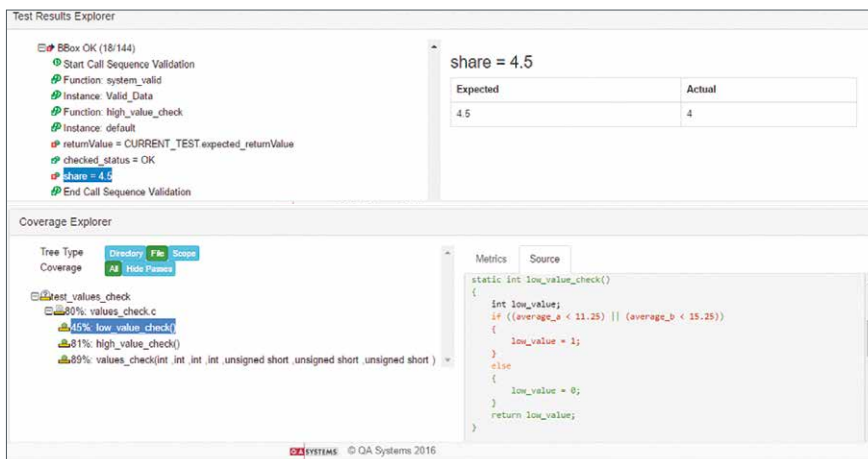 Test Results Explorer
BBox OK (18/144)
Start Call Sequence Validation
Function: system_valid
Instance: Valid_Data
Function: high_value_check
Instance: default
returnValue = CURRENT_TEST.expected_returnValue
checked_status = OK
share = 4.5
End Call Sequence Validation
share = 4.5
Expected Actual
4.5 4
Coverage Explorer
Tree Type Directory File Scope
Coverage All Hide Passes
test_values_check
80%: values_check.c
45%: low_value_check()
81%: high_value_check()
89%: values_check(int ,int ,int ,int ,unsigned short ,unsigned short ,unsigned short )
Metrics Source
static int low_value_check()
{
int low_value;
if ((average_a < 11.25) || (average_b < 15.25))
{
low_value = 1;
}
else
{
low_value = 0;
}
return low_value;
}
QA SYSTEMS © QA Systems 2016